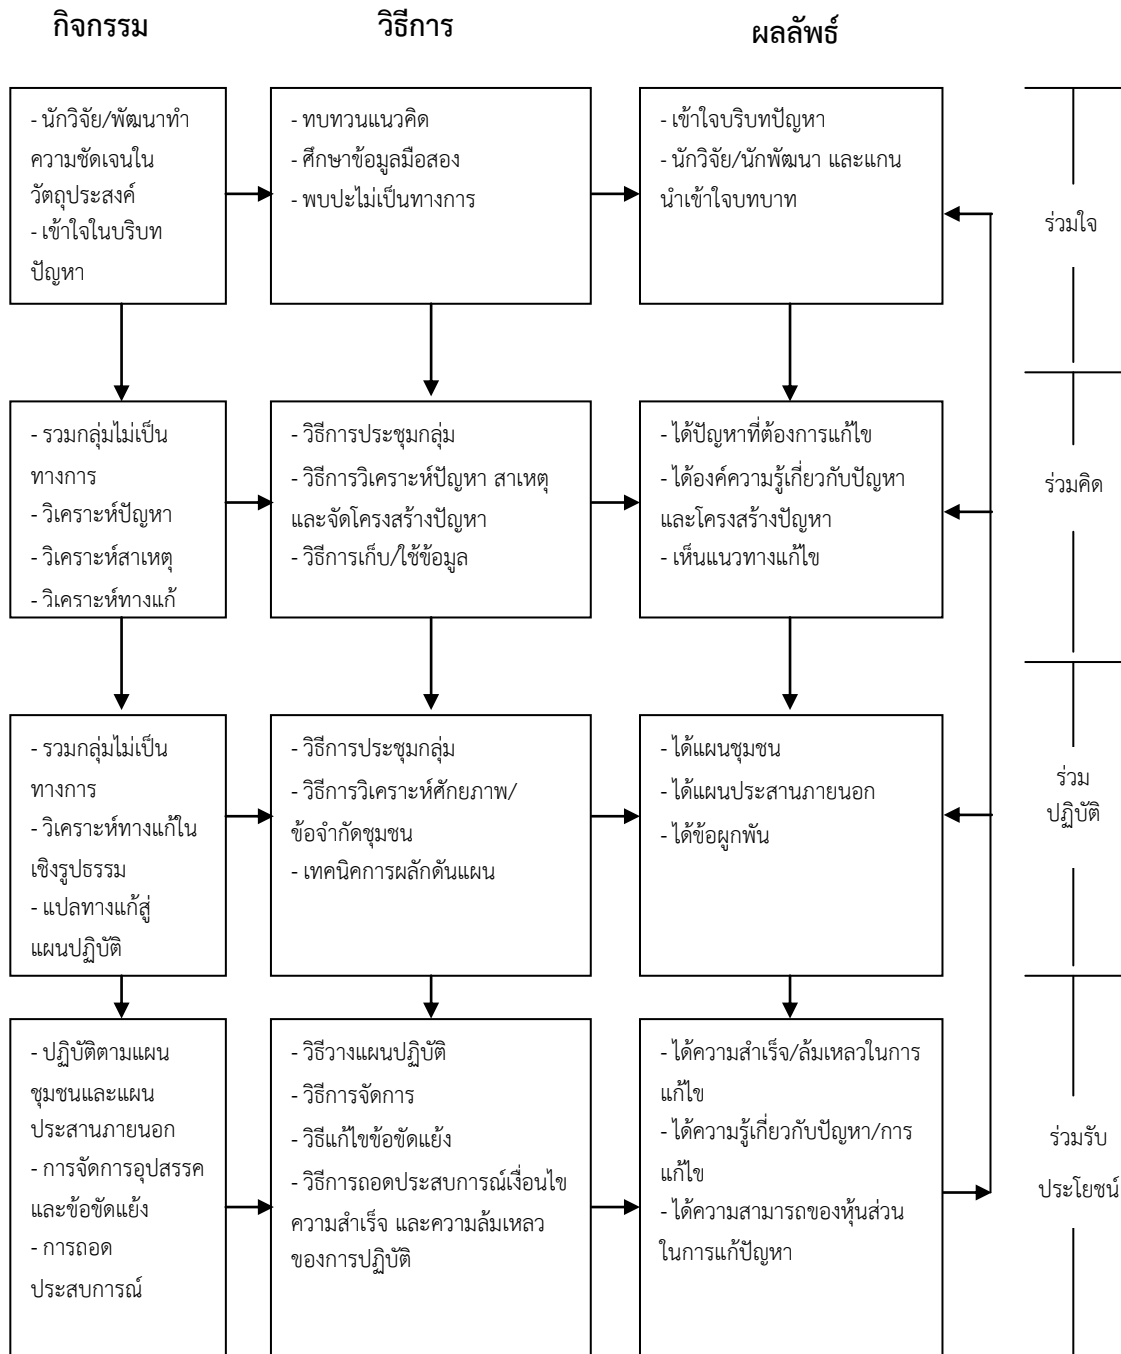 กิจกรรม
วิธีการ
ผลลัพธ์
- นักวิจัย/พัฒนาทำ
ความชัดเจนใน
วัตถุประสงค์
- เข้าใจในบริบท
ปัญหา
- ทบทวนแนวคิด
- ศึกษาข้อมูลมือสอง
- พบปะไม่เป็นทางการ
- เข้าใจบริบทปัญหา
- นักวิจัย/นักพัฒนา และแกน
นำเข้าใจบทบาท
ร่วมใจ
- รวมกลุ่มไม่เป็น
ทางการ
- วิเคราะห์ปัญหา
- วิเคราะห์สาเหตุ
- วิเคราะห์ทางแก้
- วิธีการประชุมกลุ่ม
- วิธีการวิเคราะห์ปัญหา สาเหตุ
และจัดโครงสร้างปัญหา
- วิธีการเก็บ/ใช้ข้อมูล
- ได้ปัญหาที่ต้องการแก้ไข
- ได้องค์ความรู้เกี่ยวกับปัญหา
และโครงสร้างปัญหา
- เห็นแนวทางแก้ไข
ร่วมคิด
- รวมกลุ่มไม่เป็น
ทางการ
- วิเคราะห์ทางแก้ใน
เชิงรูปธรรม
- แปลทางแก้สู่
แผนปฏิบัติ
- วิธีการประชุมกลุ่ม
- วิธีการวิเคราะห์ศักยภาพ/
ข้อจำกัดชุมชน
- เทคนิคการผลักดันแผน
- ได้แผนชุมชน
- ได้แผนประสานภายนอก
- ได้ข้อผูกพัน
ร่วม
ปฏิบัติ
- ปฏิบัติตามแผน
ชุมชนและแผน
ประสานภายนอก
- การจัดการอุปสรรค
และข้อขัดแย้ง
- การถอด
ประสบการณ์
- วิธีวางแผนปฏิบัติ
- วิธีการจัดการ
- วิธีแก้ไขข้อขัดแย้ง
- วิธีการถอดประสบการณ์เงื่อนไข
ความสำเร็จ และความล้มเหลว
ของการปฏิบัติ
- ได้ความสำเร็จ/ล้มเหลวในการ
แก้ไข
- ได้ความรู้เกี่ยวกับปัญหา/การ
แก้ไข
- ได้ความสามารถของหุ้นส่วน
ในการแก้ปัญหา
ร่วมรับ
ประโยชน์